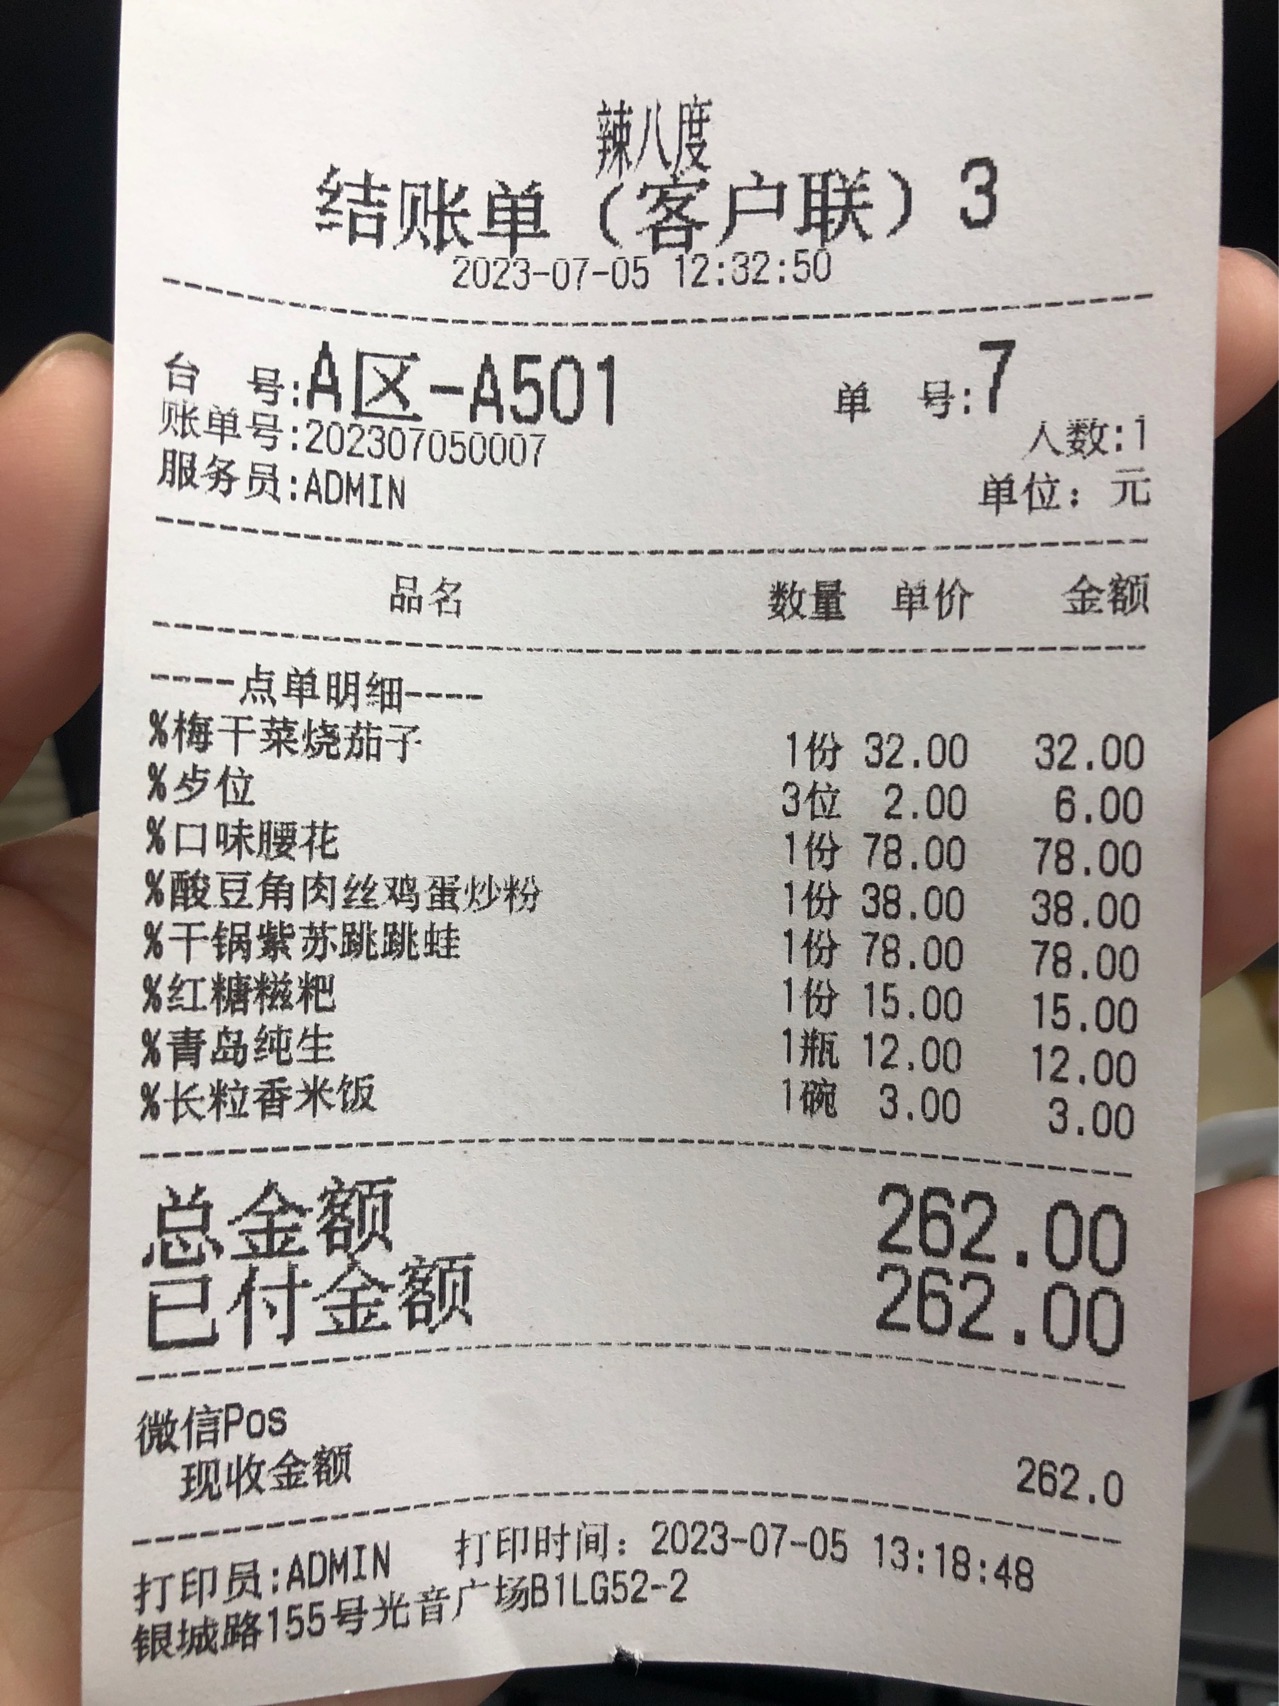 辣八度
结账单（客户联）3
2023-07-05 12:32:50
台 号:A区-A501 单 号:7
账单号:202307050007 人数:1
服务员:ADMIN 单位：元
品名 数量 单价 金额
----点单明细----
%梅干菜烧茄子 1份 32.00 32.00
%歺位 3位 2.00 6.00
%口味腰花 1份 78.00 78.00
%酸豆角肉丝鸡蛋炒粉 1份 38.00 38.00
%干锅紫苏跳跳蛙 1份 78.00 78.00
%红糖糍粑 1份 15.00 15.00
%青岛纯生 1瓶 12.00 12.00
%长粒香米饭 1碗 3.00 3.00
总金额 262.00
已付金额 262.00
微信Pos
现收金额 262.0
打印员:ADMIN 打印时间：2023-07-05 13:18:48
银城路155号光音广场B1LG52-2